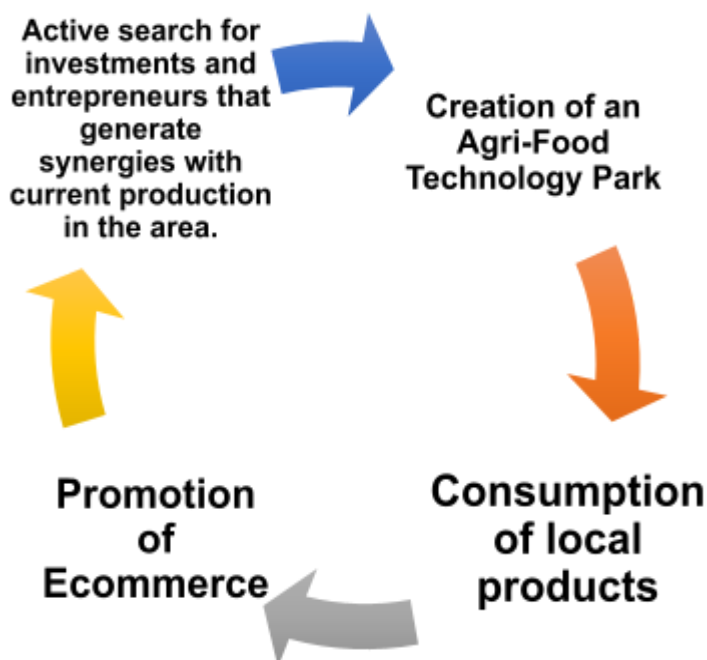 Active search for
investments and
entrepreneurs that
generate
synergies with
current production
in the area.
Creation of an
Agri-Food
Technology Park
Consumption
of local
products
Promotion
of
Ecommerce